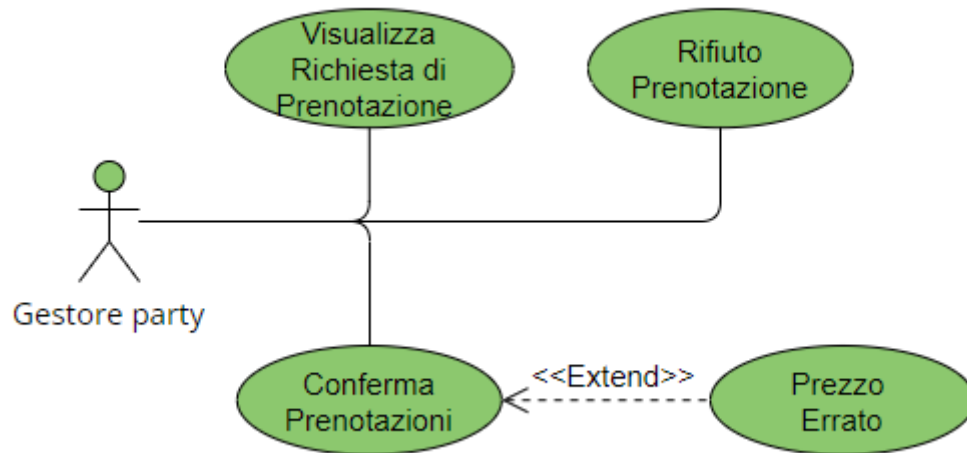 Visualizza
Richiesta di
Prenotazione
Rifiuto
Prenotazione
Gestore party
Conferma
Prenotazioni
<<Extend>>
Prezzo
Errato